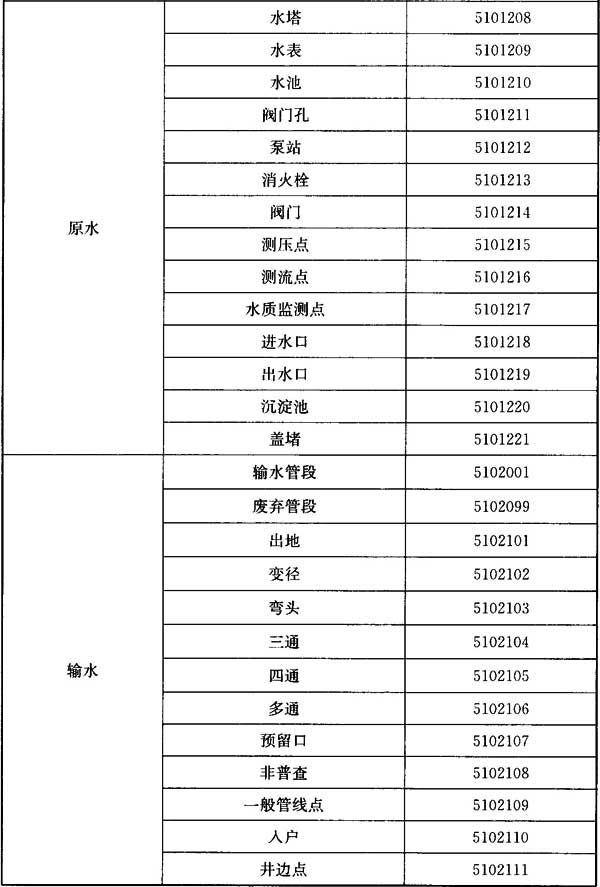 水塔 5101208
水表 5101209
水池 5101210
阀门孔 5101211
泵站 5101212
消火栓 5101213
阀门 5101214
原水
测压点 5101215
测流点 5101216
水质监测点 5101217
进水口 5101218
出水口 5101219
沉淀池 5101220
盖堵 5101221
输水管段 5102001
废弃管段 5102099
出地 5102101
变径 5102102
弯头 5102103
三通 5102104
输水
四通 5102105
多通 5102106
预留口 5102107
非普查 5102108
一般管线点 5102109
入户 5102110
井边点 5102111